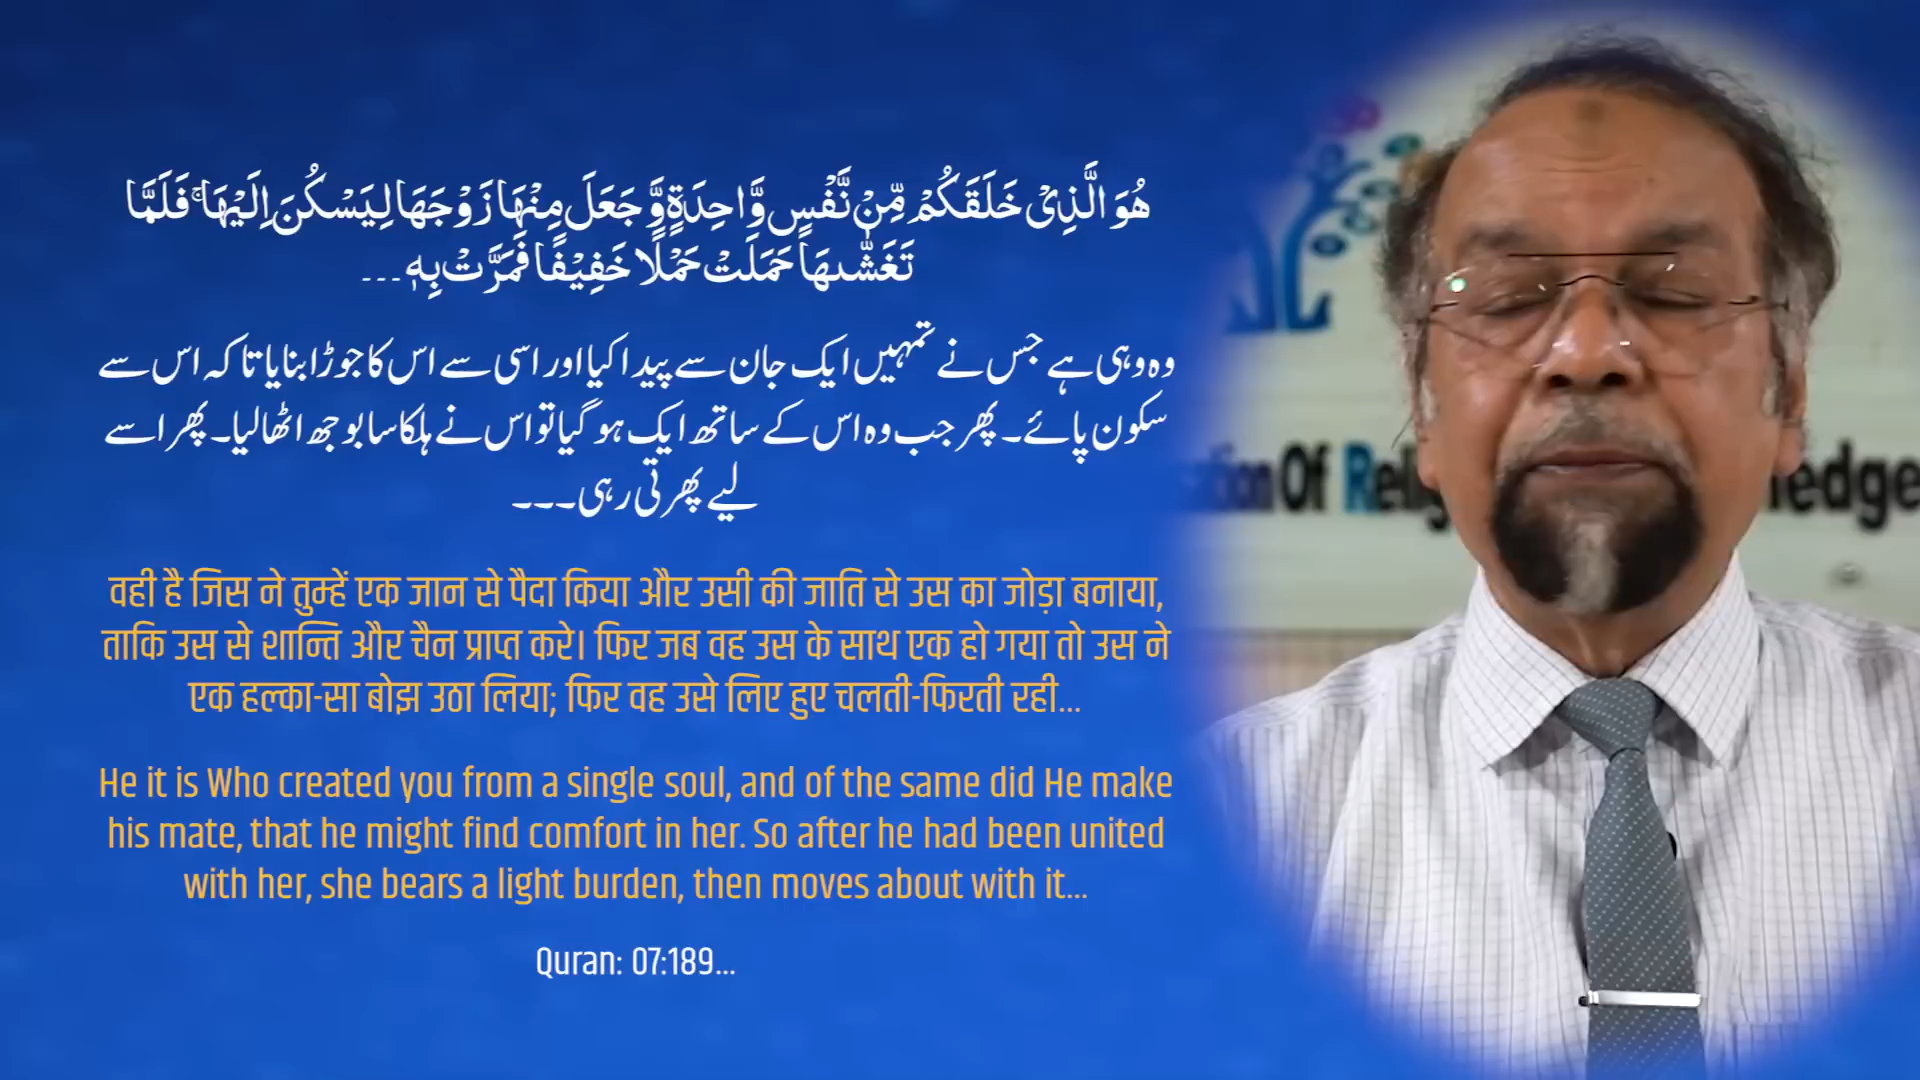 هُوَ الَّذِیْ خَلَقَكُمْ مِّنْ نَّفْسٍ وَّاحِدَةٍ وَّجَعَلَ مِنْهَا زَوْجَهَا لِیَسْكُنَ اِلَیْهَا ۚ فَلَمَّا
تَغَشّٰىهَا حَمَلَتْ حَمْلًا خَفِیْفًا فَمَرَّتْ بِهٖ ...
وہ وہی ہے جس نے تمہیں ایک جان سے پیدا کیا اور اسی سے اس کا جوڑا بنایا تاکہ اس سے
سکون پائے۔ پھر جب وہ اس کے ساتھ ایک ہو گیا تو اس نے ہلکا سا بوجھ اٹھا لیا۔ پھر اسے
لیے پھرتی رہی۔۔۔
वही है जिस ने तुम्हें एक जान से पैदा किया और उसी की जाति से उस का जोड़ा बनाया,
ताकि उस से शान्ति और चैन प्राप्त करे। फिर जब वह उस के साथ एक हो गया तो उस ने
एक हल्का-सा बोझ उठा लिया; फिर वह उसे लिए हुए चलती-फिरती रही...
He it is Who created you from a single soul, and of the same did He make
his mate, that he might find comfort in her. So after he had been united
with her, she bears a light burden, then moves about with it...
Quran: 07:189...
Of